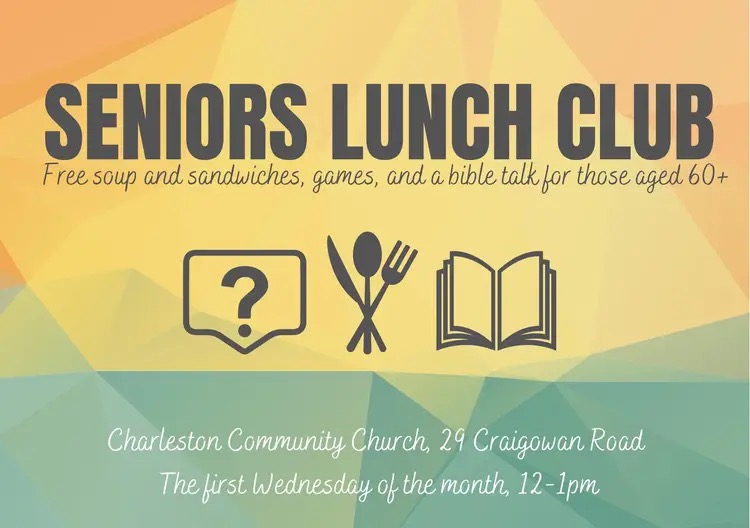 SENIORS LUNCH CLUB
Free soup and sandwiches, games, and a bible talk for those aged 60+
?
Charleston Community Church, 29 Craigowan Road
The first Wednesday of the month, 12-1pm